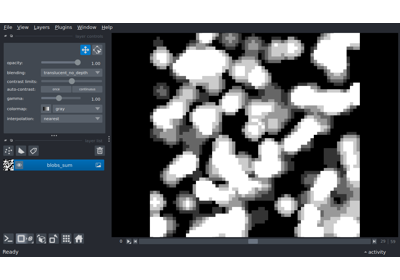 File View Layers Plugins Window Help
opacity: 1.00
blending: translucent_no_depth
contrast limits:
auto-contrast: once continuous
gamma: 1.00
colormap: gray
interpolation: nearest
blobs_sum
Ready
activity